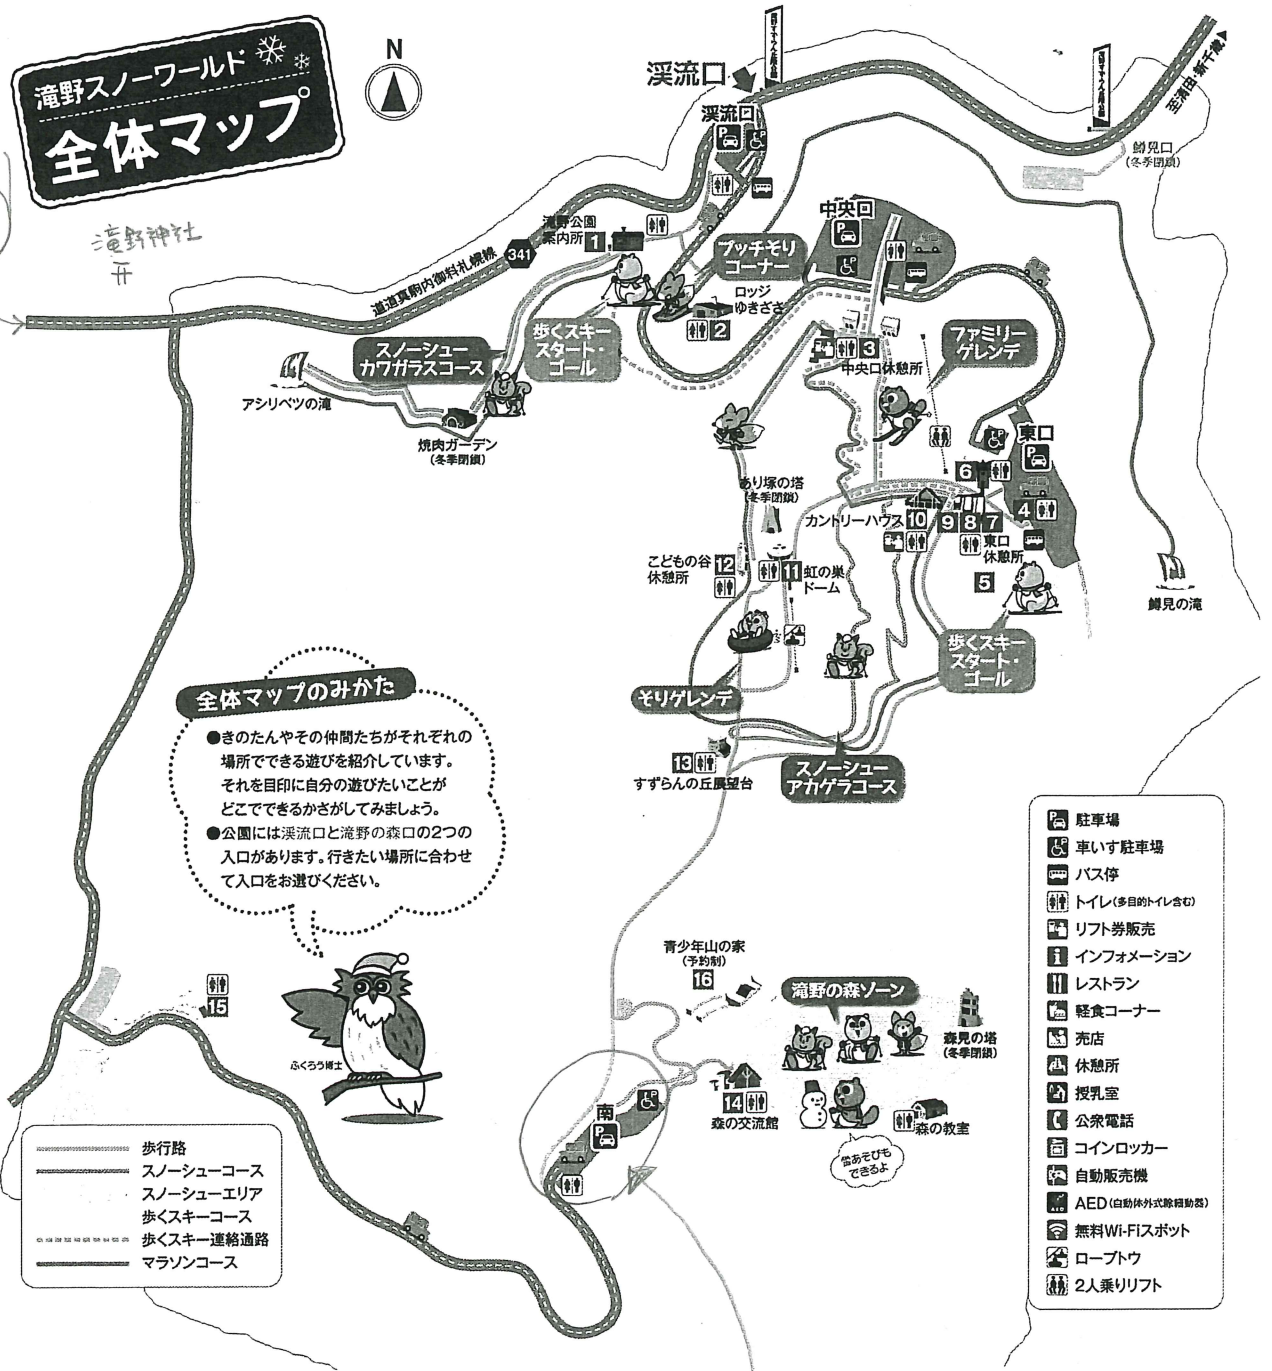 滝野スノーワールド
全体マップ
N
滝野神社
渓流口
渓流口
至清田・新千歳
鱒見口
(冬季閉鎖)
道道真駒内御料札幌線
341
滝野公園
案内所
1
プッチそり
コーナー
中央口
ロッジ
ゆきざさ
2
歩くスキー
スタート・
ゴール
スノーシュー
カワガラスコース
アシリベツの滝
焼肉ガーデン
(冬季閉鎖)
3
中央口休憩所
ファミリー
ゲレンデ
東口
6
4
あり塚の塔
(冬季閉鎖)
カントリーハウス
10
9
8
7
東口
休憩所
5
こどもの谷
休憩所
12
11
虹の巣
ドーム
鱒見の滝
歩くスキー
スタート・
ゴール
そりゲレンデ
13
すずらんの丘展望台
スノーシュー
アカゲラコース
全体マップのみかた
●きのたんやその仲間たちがそれぞれの
場所でできる遊びを紹介しています。
それを目印に自分の遊びたいことが
どこでできるかさがしてみましょう。
●公園には渓流口と滝野の森口の2つの
入口があります。行きたい場所に合わせ
て入口をお選びください。
ふくろう博士
15
青少年山の家
(予約制)
16
滝野の森ゾーン
森見の塔
(冬季閉鎖)
14
森の交流館
森の教室
雪あそびも
できるよ
南
歩行路
スノーシューコース
スノーシューエリア
歩くスキーコース
歩くスキー連絡通路
マラソンコース
駐車場
車いす駐車場
バス停
トイレ(多目的トイレ含む)
リフト券販売
インフォメーション
レストラン
軽食コーナー
売店
休憩所
授乳室
公衆電話
コインロッカー
自動販売機
AED(自動体外式除細動器)
無料Wi-Fiスポット
ロープトウ
2人乗りリフト